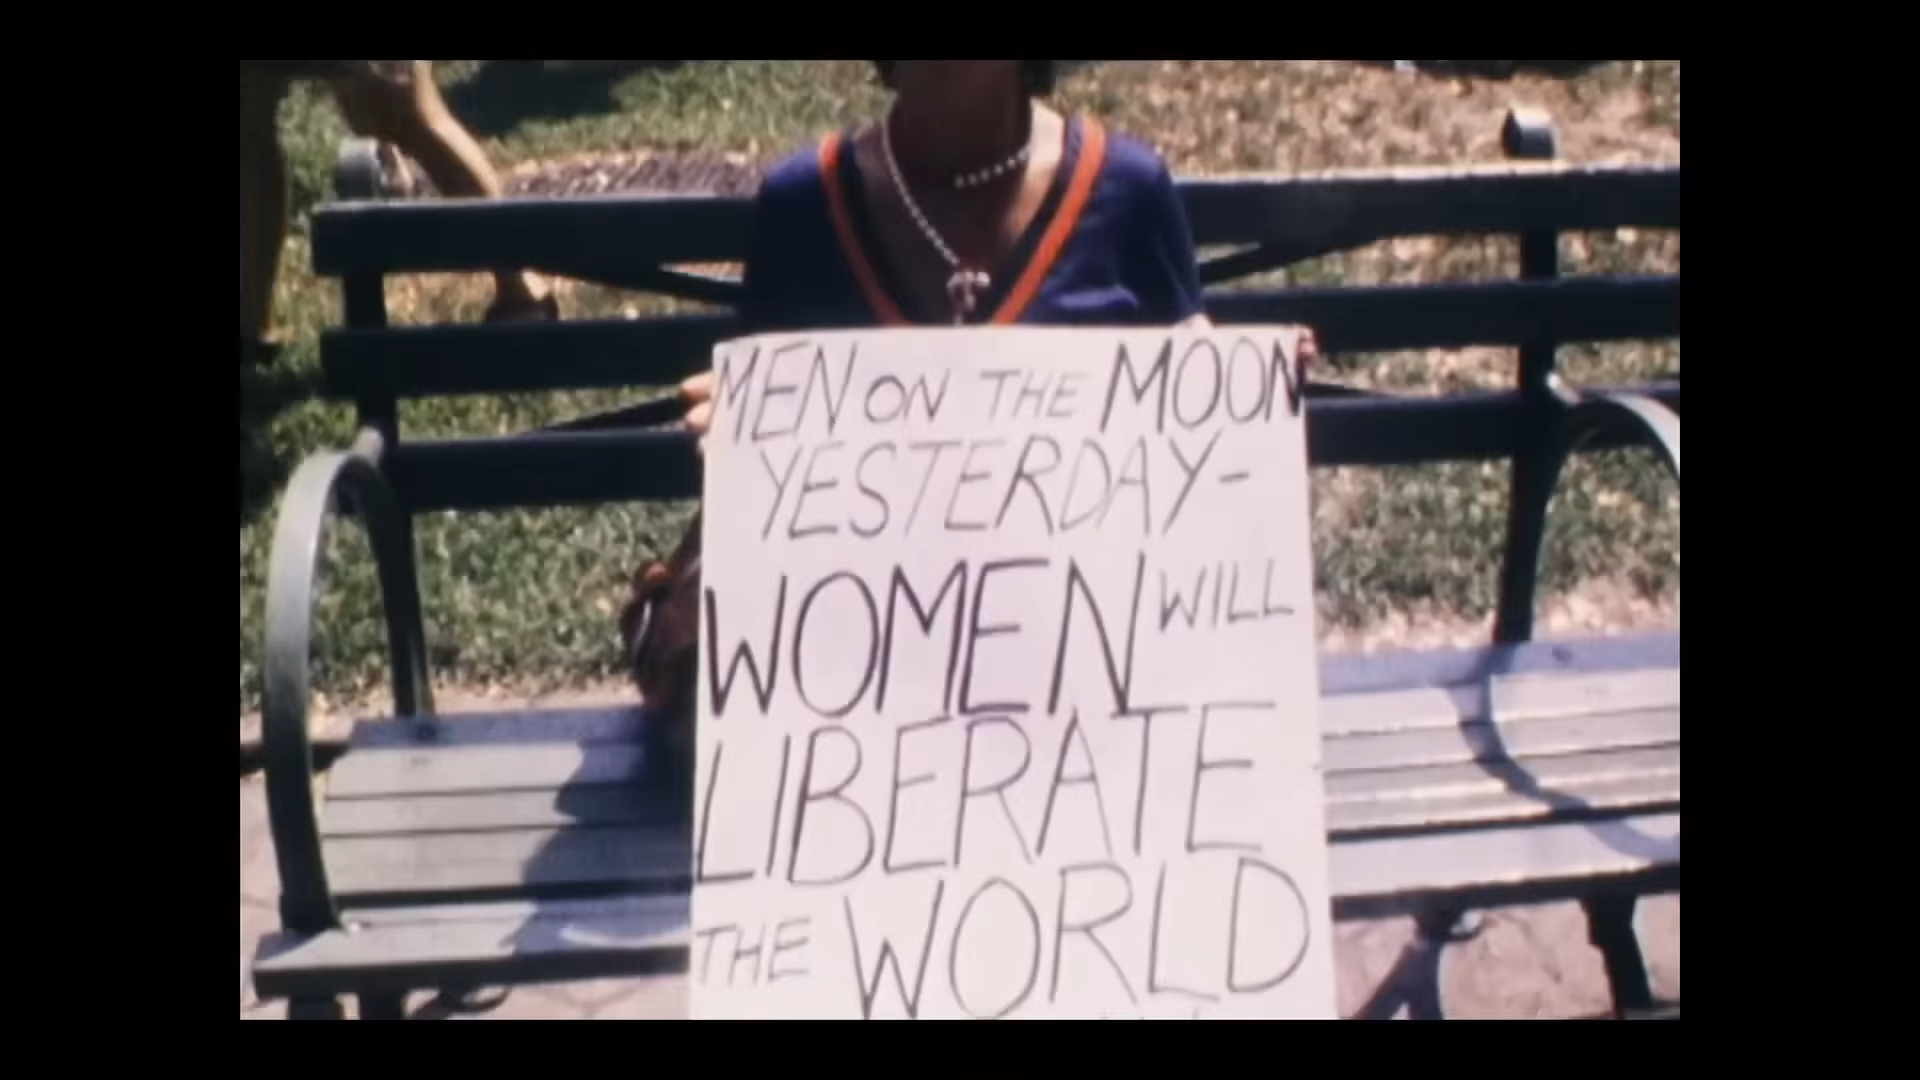 MEN ON THE MOON
YESTERDAY-
WOMEN WILL
LIBERATE
THE WORLD